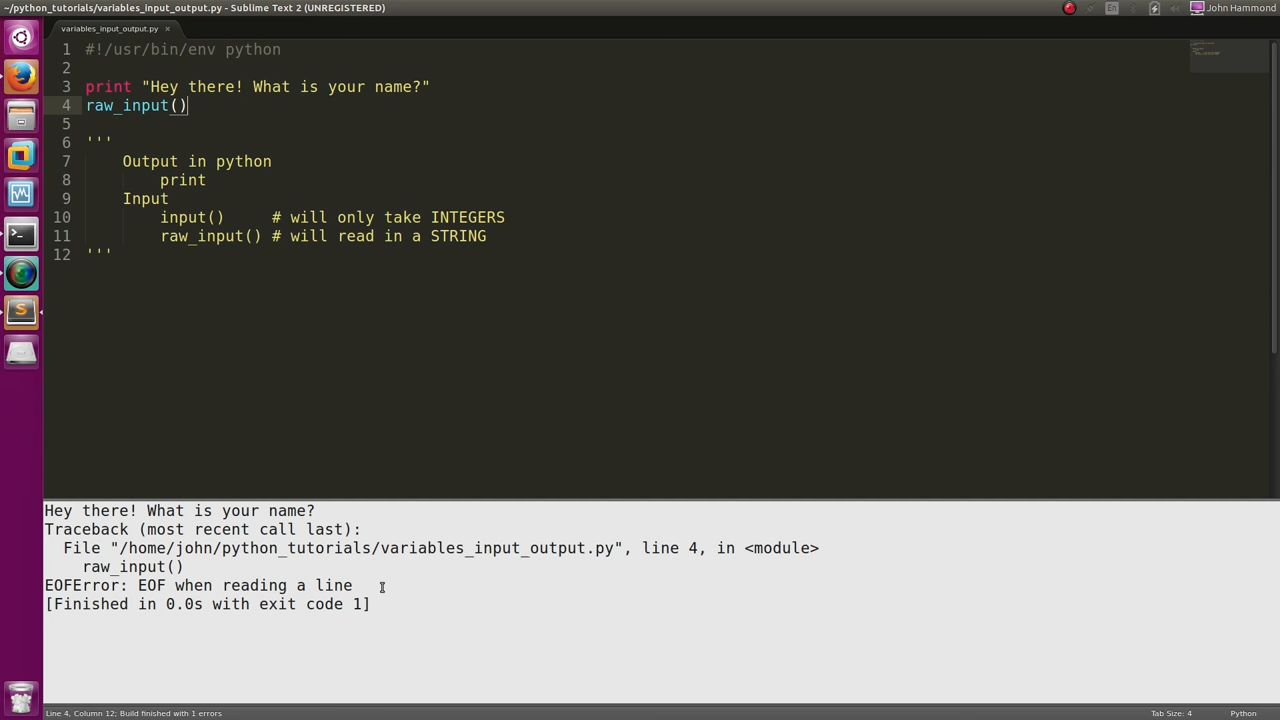 ~/python_tutorials/variables_input_output.py - Sublime Text 2 (UNREGISTERED)
En
John Hammond
variables_input_output.py ×
1 #!/usr/bin/env python
2
3 print "Hey there! What is your name?"
4 raw_input()
5
6 '''
7     Output in python
8         print
9     Input
10         input()     # will only take INTEGERS
11         raw_input() # will read in a STRING
12 '''
Hey there! What is your name?
Traceback (most recent call last):
  File "/home/john/python_tutorials/variables_input_output.py", line 4, in <module>
    raw_input()
EOFError: EOF when reading a line
[Finished in 0.0s with exit code 1]
Line 4, Column 12; Build finished with 1 errors
Tab Size: 4
Python